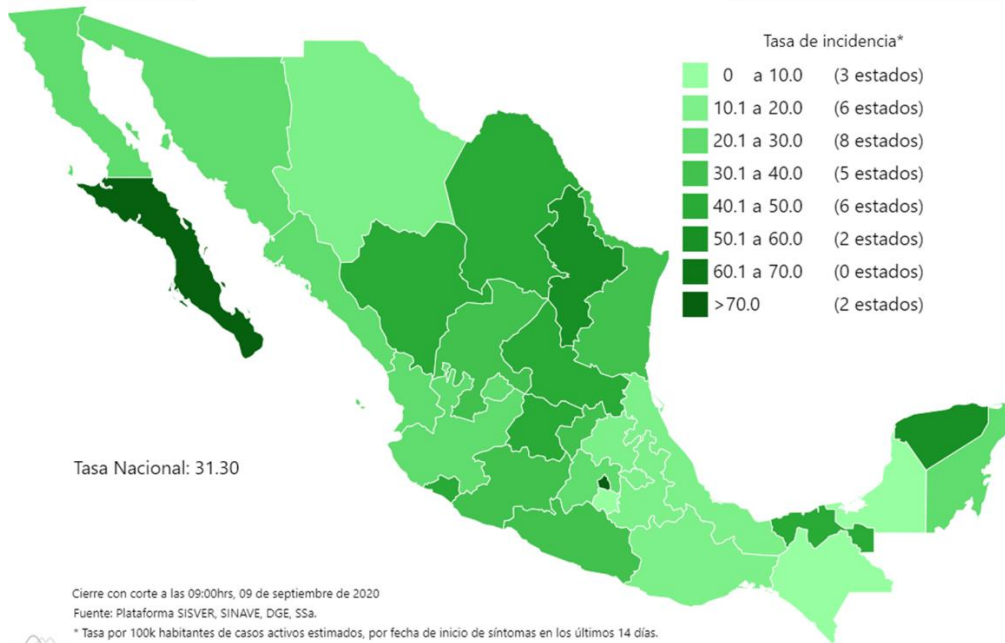 Tasa de incidencia*
0 a 10.0 (3 estados)
10.1 a 20.0 (6 estados)
20.1 a 30.0 (8 estados)
30.1 a 40.0 (5 estados)
40.1 a 50.0 (6 estados)
50.1 a 60.0 (2 estados)
60.1 a 70.0 (0 estados)
>70.0 (2 estados)
Tasa Nacional: 31.30
Cierre con corte a las 09:00hrs, 09 de septiembre de 2020
Fuente: Plataforma SISVER, SINAVE, DGE, SSa.
* Tasa por 100k habitantes de casos activos estimados, por fecha de inicio de síntomas en los últimos 14 días.